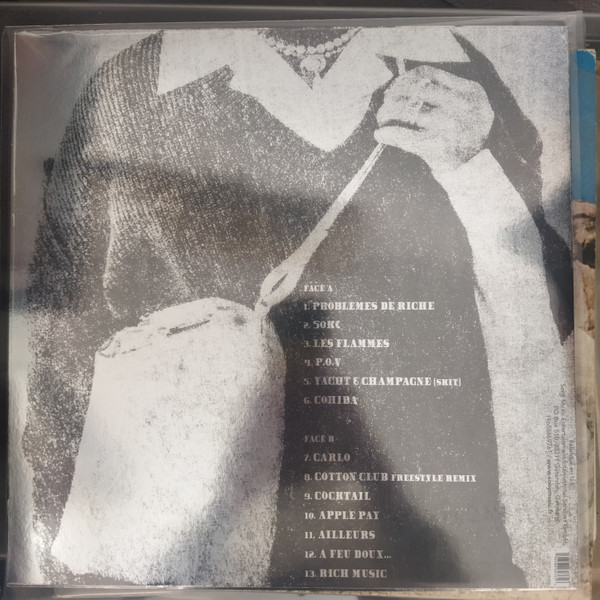 FACE A
1. PROBLEMES DE RICHE
2. 50K€
3. LES FLAMMES
4. P.O.V
5. YACHT & CHAMPAGNE (SKIT)
6. COHIBA
FACE B
7. CARLO
8. COTTON CLUB FREESTYLE REMIX
9. COCKTAIL
10. APPLE PAY
11. AILLEURS
12. A FEU DOUX...
13. RICH MUSIC